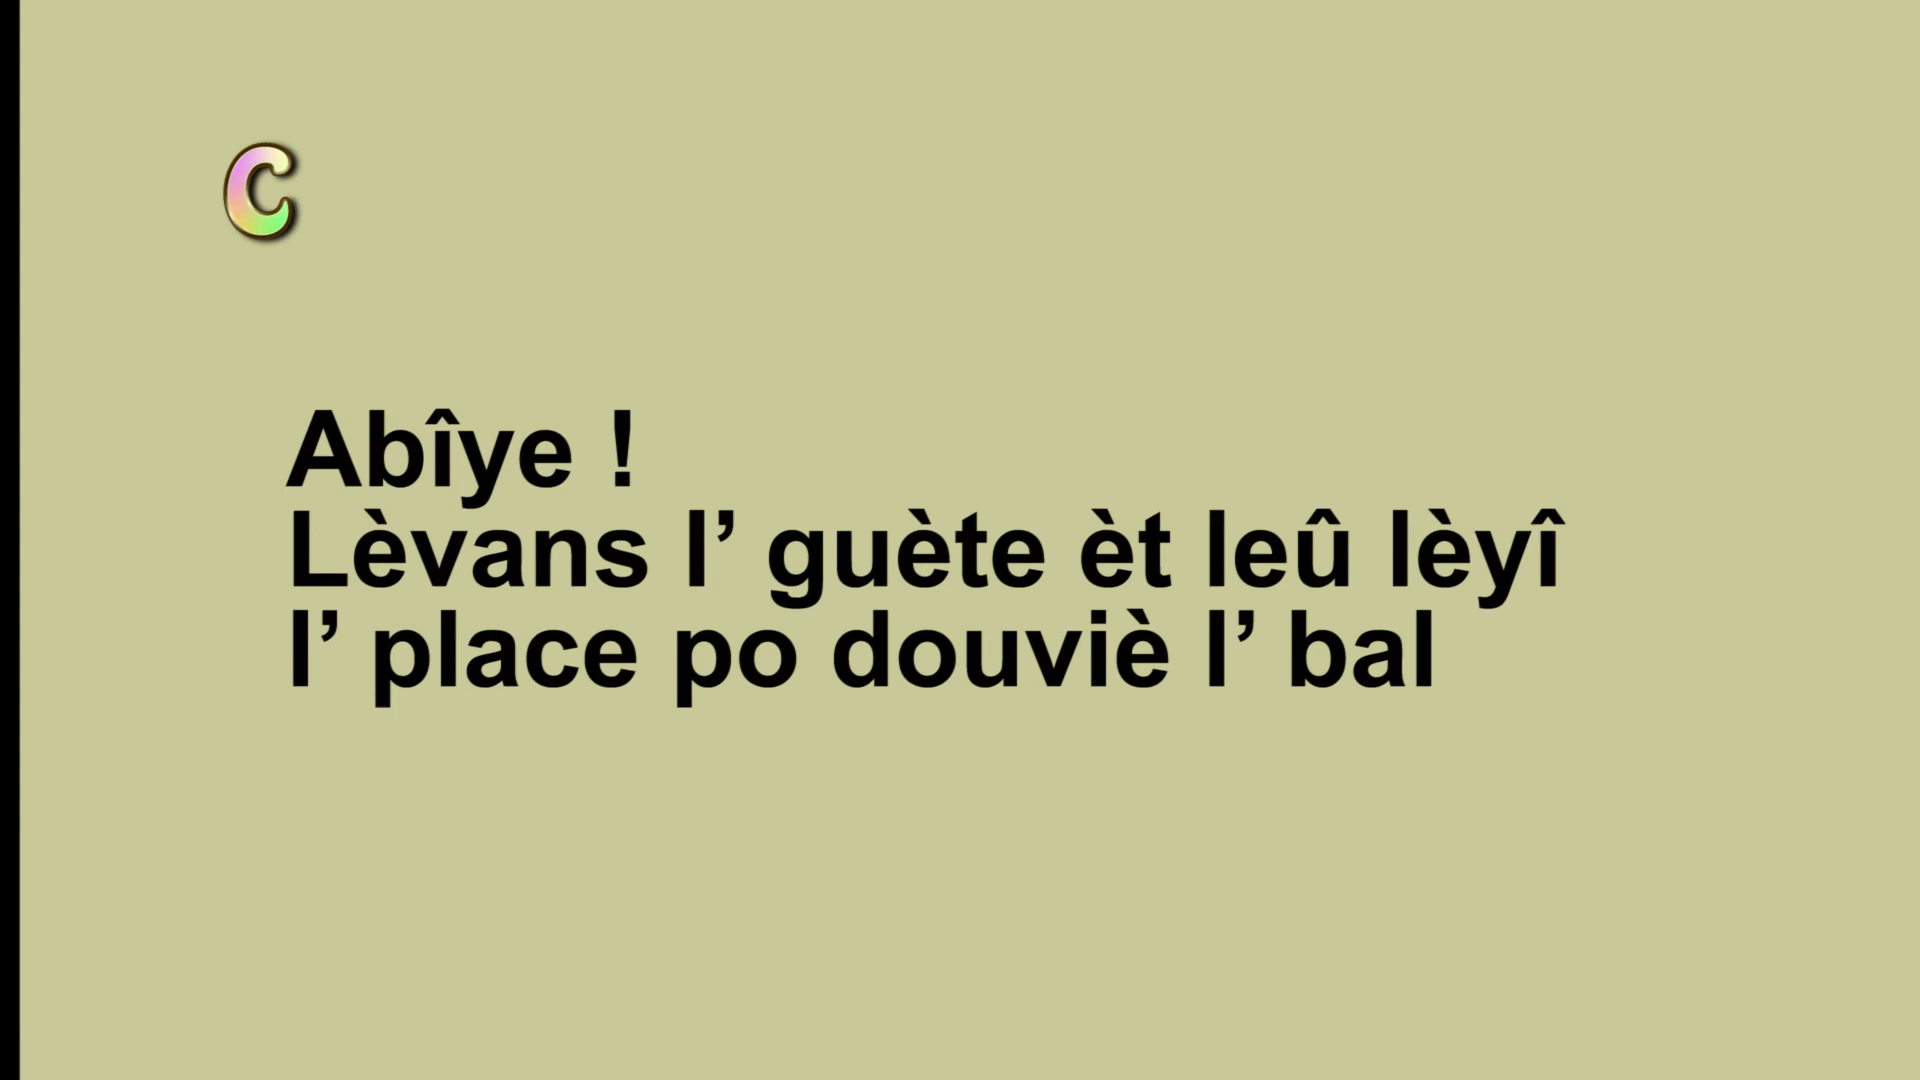 C
Abîye !
Lèvans l’ guète èt leû lèyî
l’ place po douviè l’ bal